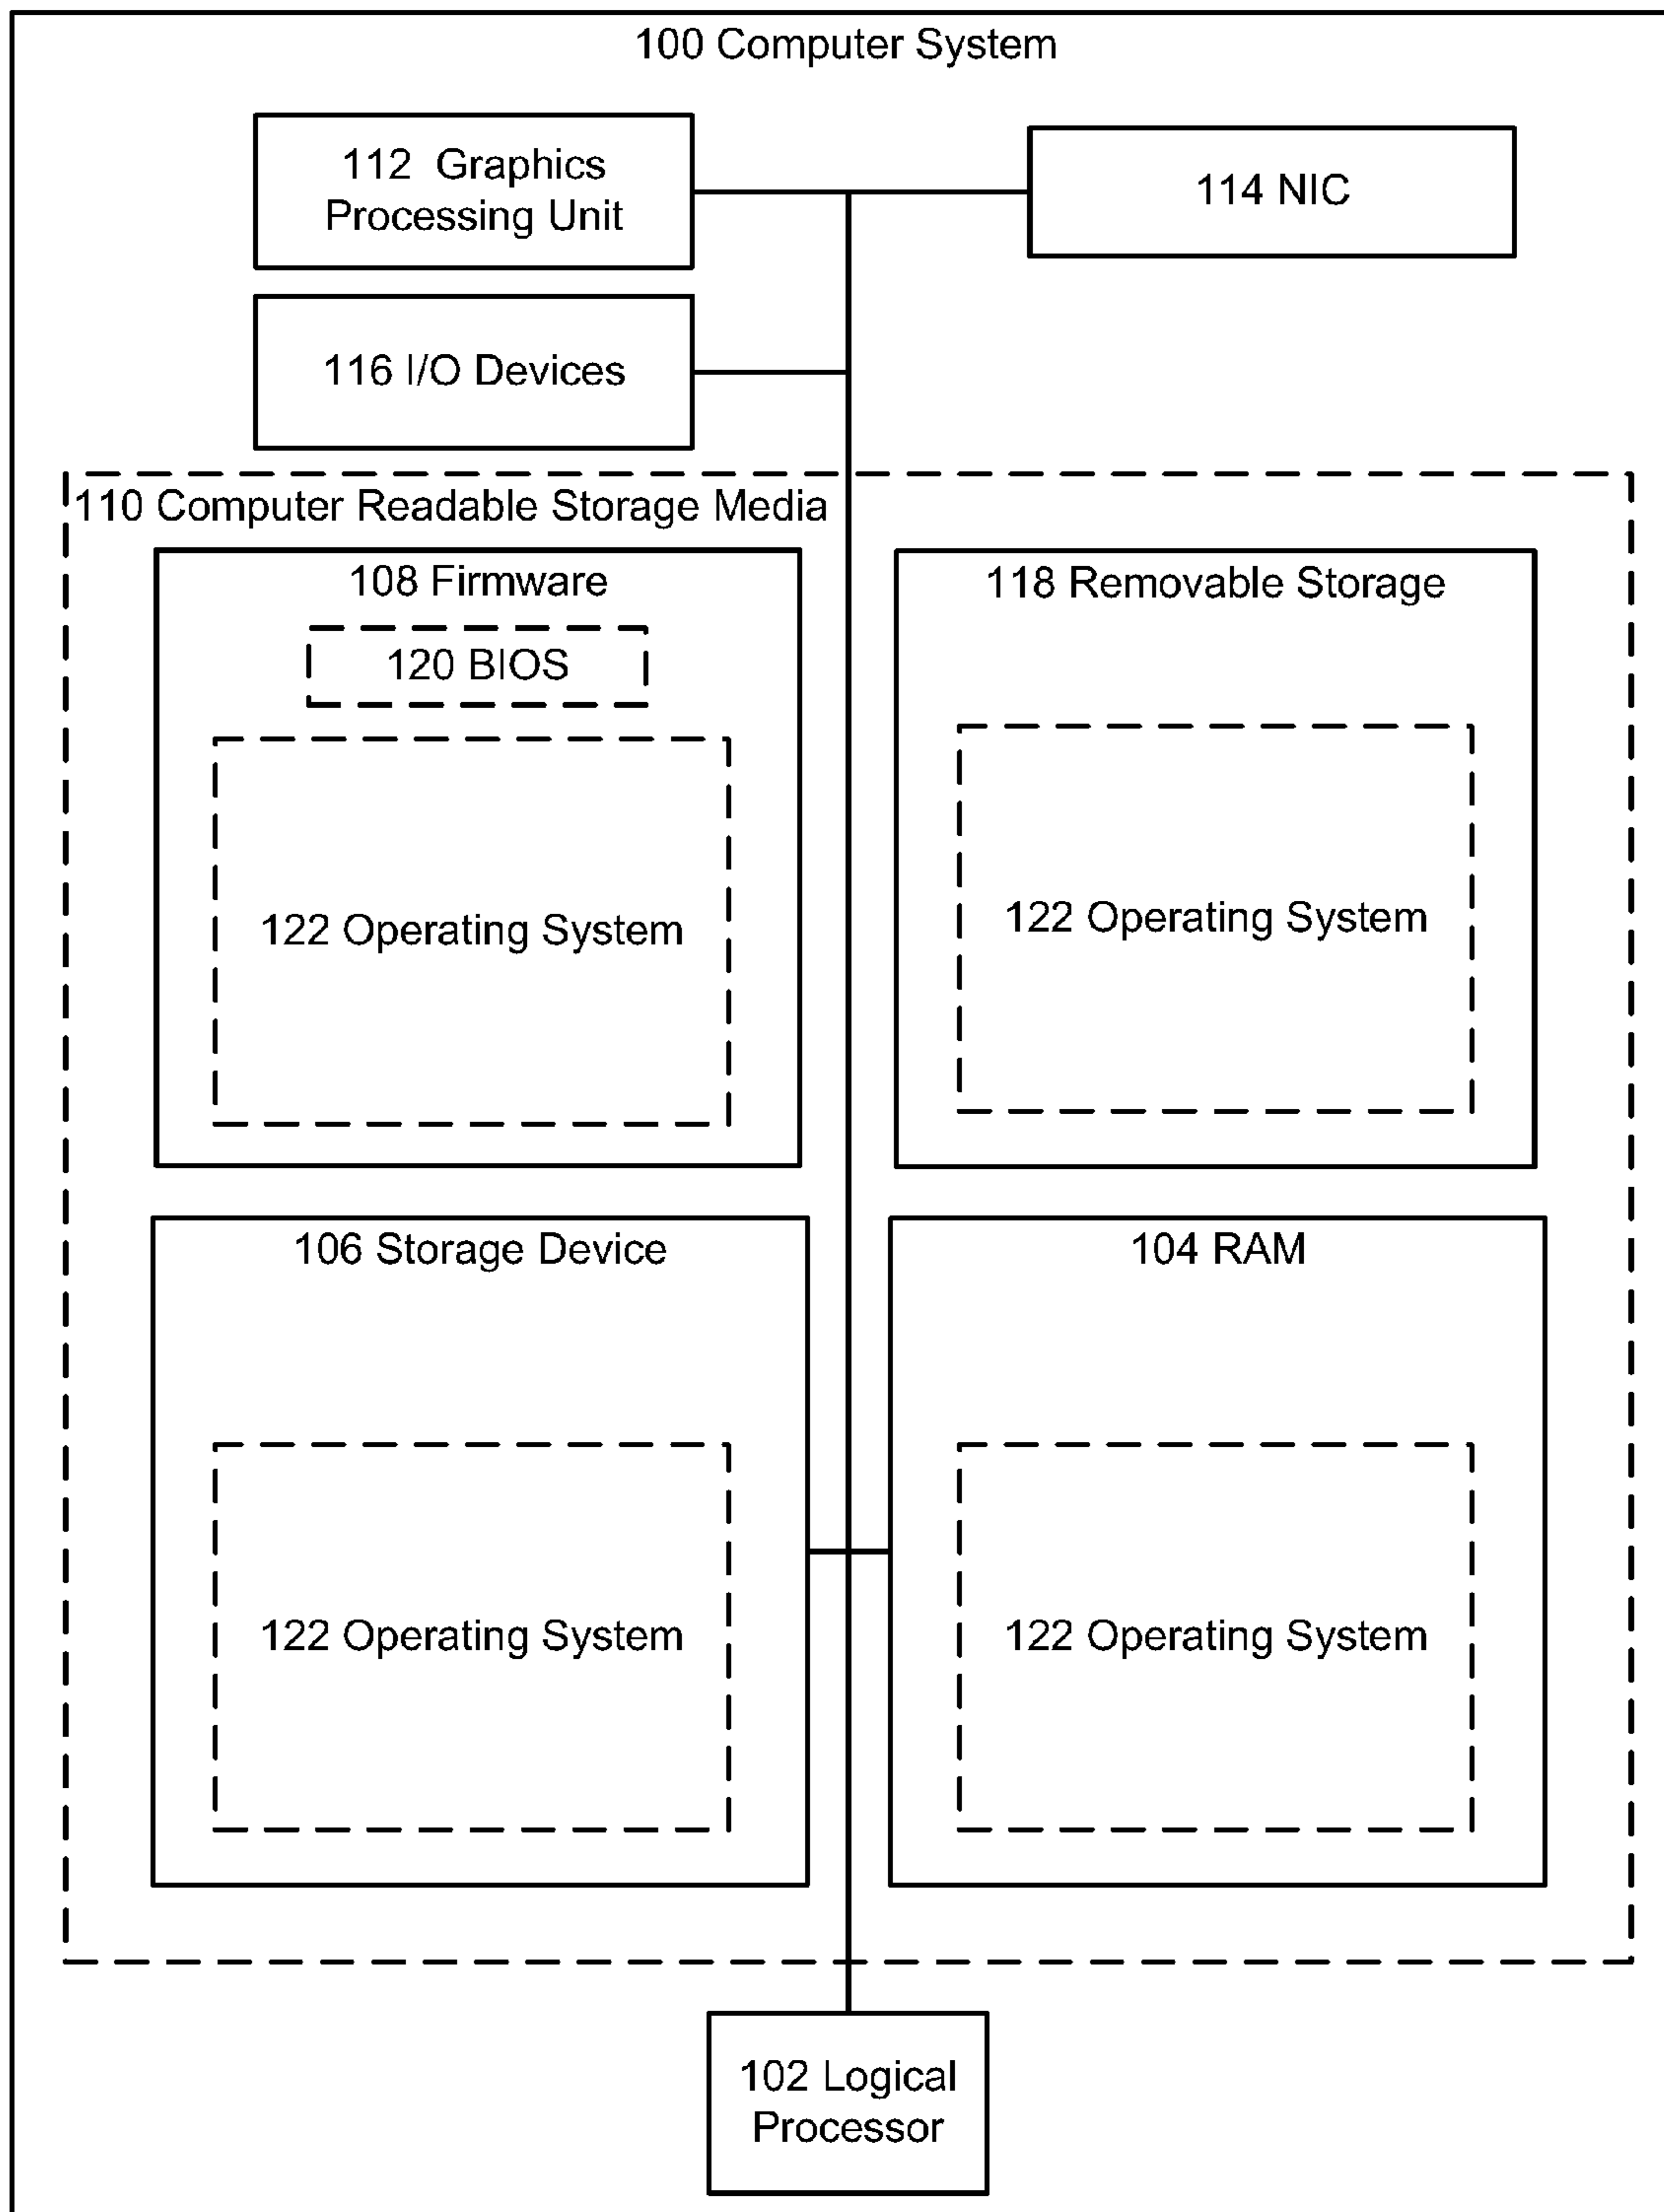 100 Computer System
112 Graphics
Processing Unit
114 NIC
116 I/O Devices
110 Computer Readable Storage Media
108 Firmware
120 BIOS
122 Operating System
118 Removable Storage
122 Operating System
106 Storage Device
122 Operating System
104 RAM
122 Operating System
102 Logical
Processor